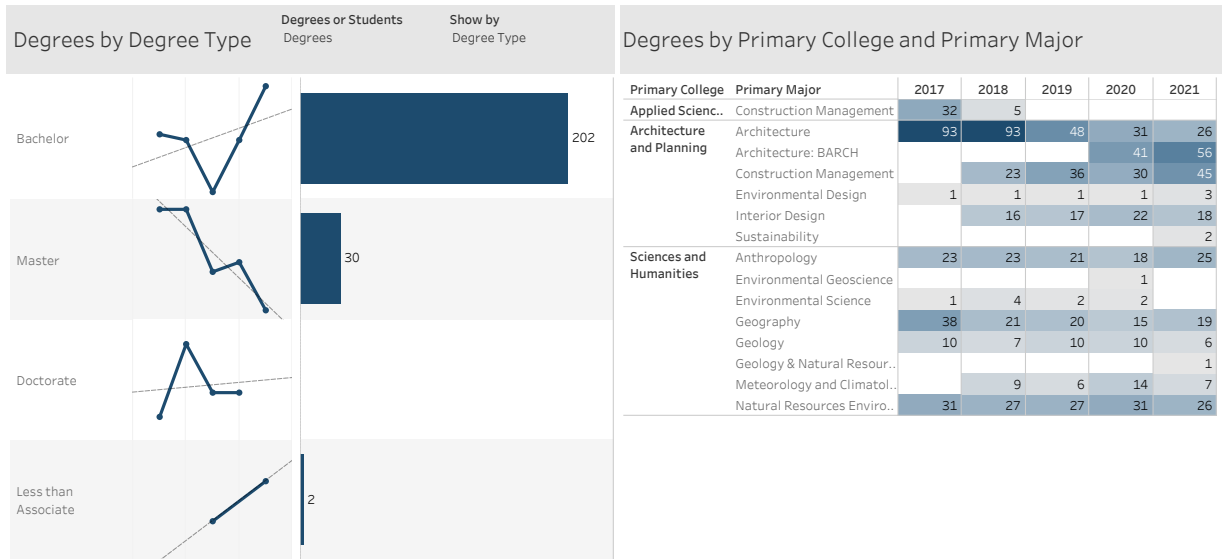 Degrees by Degree Type
Degrees or Students
Degrees
Show by
Degree Type
Bachelor
202
Master
30
Doctorate
Less than
Associate
2
Degrees by Primary College and Primary Major
Primary College Primary Major 2017 2018 2019 2020 2021
Applied Scienc.. Construction Management 32 5
Architecture and Planning Architecture 93 93 48 31 26
Architecture: BARCH 41 56
Construction Management 23 36 30 45
Environmental Design 1 1 1 1 3
Interior Design 16 17 22 18
Sustainability 2
Sciences and Humanities Anthropology 23 23 21 18 25
Environmental Geoscience 1
Environmental Science 1 4 2 2
Geography 38 21 20 15 19
Geology 10 7 10 10 6
Geology & Natural Resour.. 1
Meteorology and Climatol.. 9 6 14 7
Natural Resources Enviro.. 31 27 27 31 26